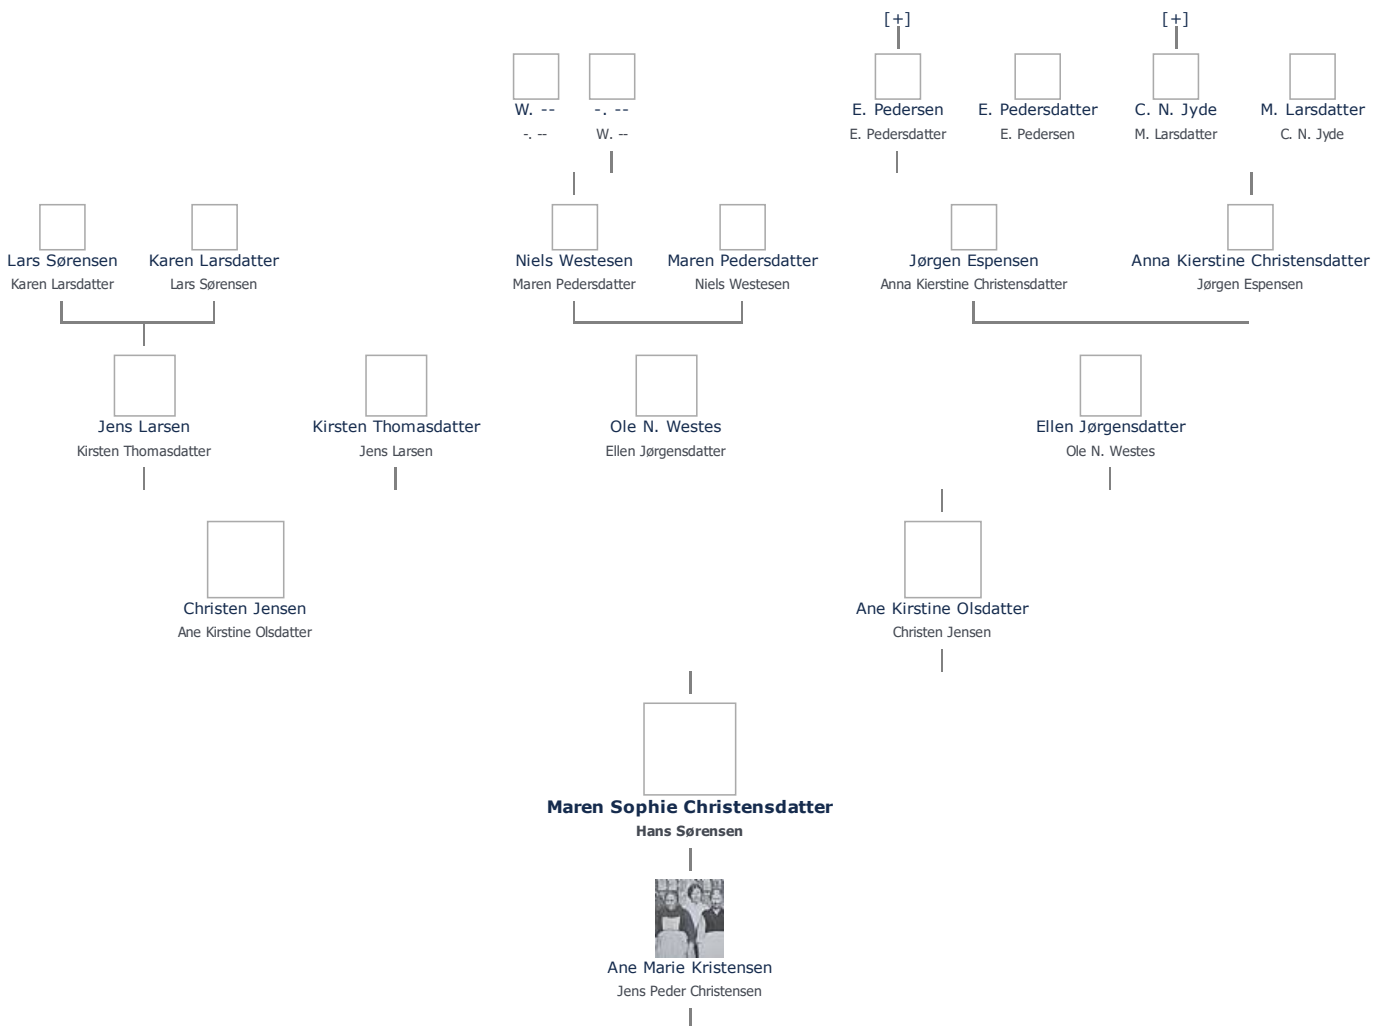 [+] [+]
W. -- -. -- E. Pedersen E. Pedersdatter C. N. Jyde M. Larsdatter
-. -- W. -- E. Pedersdatter E. Pedersen M. Larsdatter C. N. Jyde
Lars Sørensen Karen Larsdatter Niels Westesen Maren Pedersdatter Jørgen Espensen Anna Kierstine Christensdatter
Karen Larsdatter Lars Sørensen Maren Pedersdatter Niels Westesen Anna Kierstine Christensdatter Jørgen Espensen
Jens Larsen Kirsten Thomasdatter Ole N. Westes Ellen Jørgensdatter
Kirsten Thomasdatter Jens Larsen Ellen Jørgensdatter Ole N. Westes
Christen Jensen Ane Kirstine Olsdatter
Ane Kirstine Olsdatter Christen Jensen
Maren Sophie Christensdatter
Hans Sørensen
Ane Marie Kristensen
Jens Peder Christensen